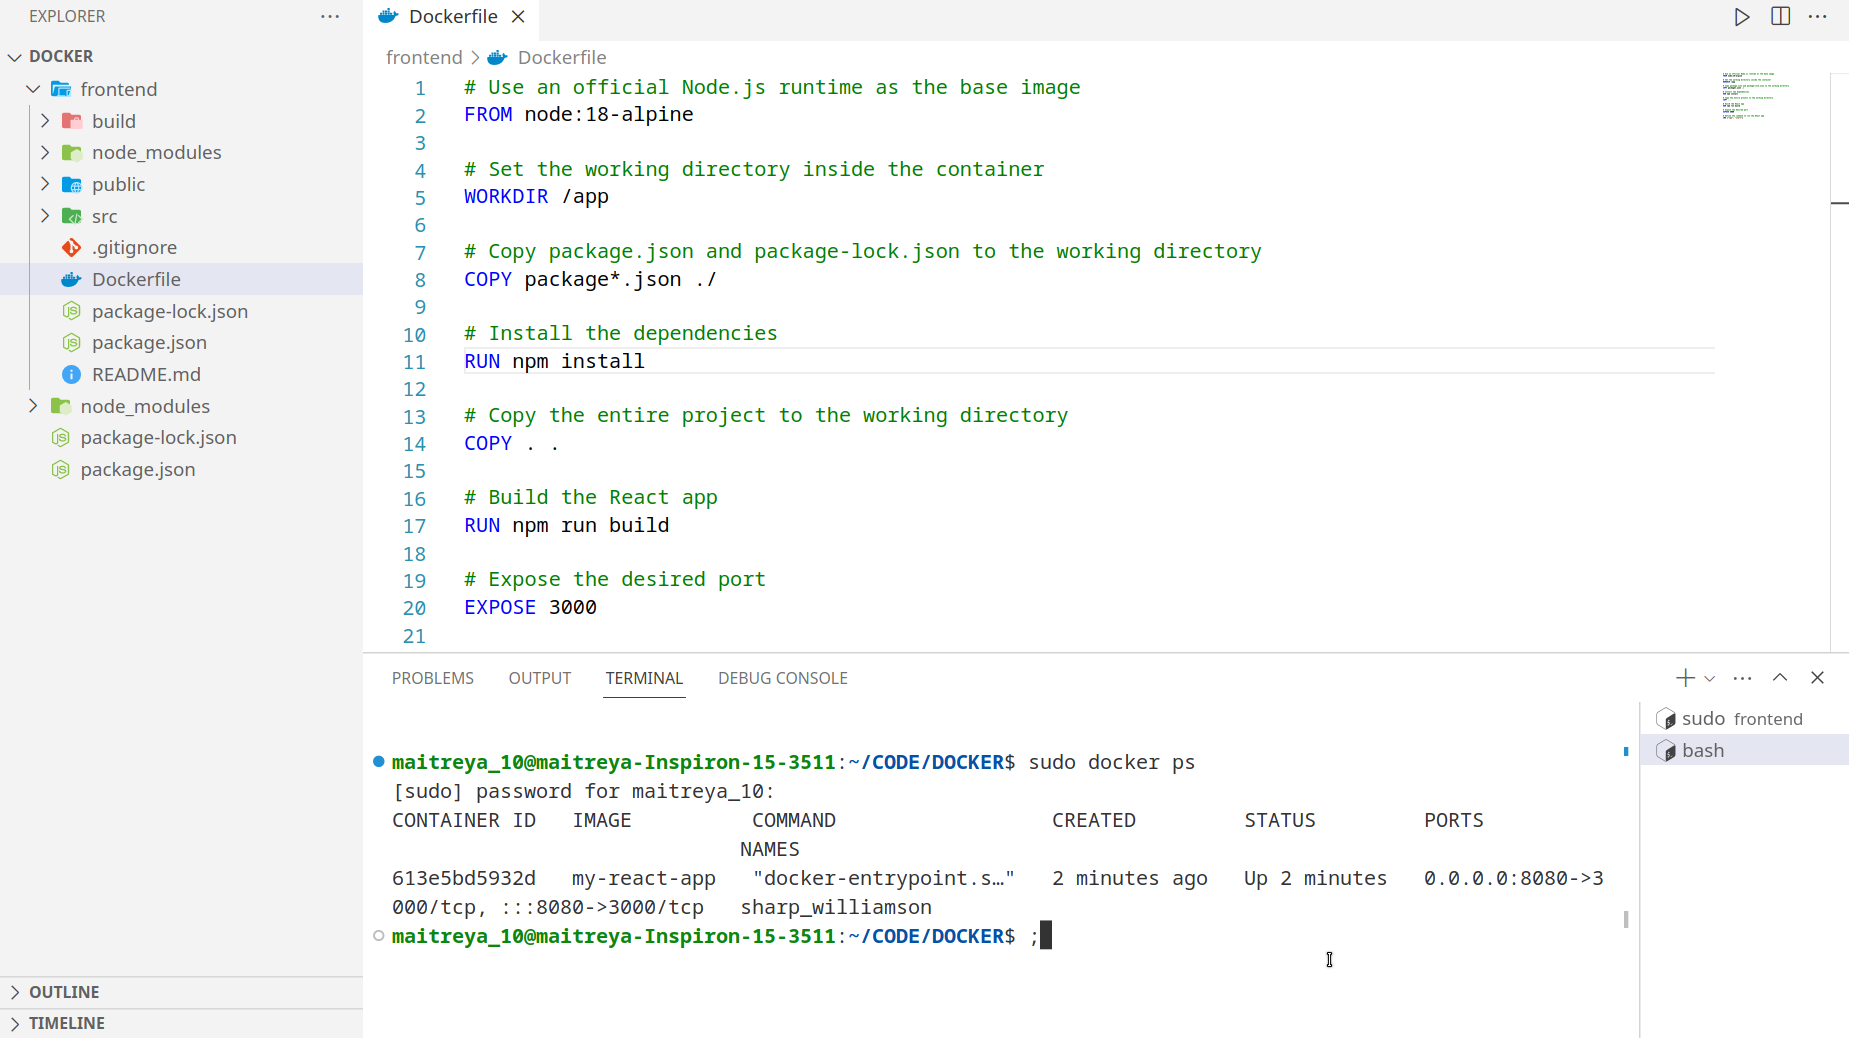 EXPLORER
DOCKER
frontend
build
node_modules
public
src
.gitignore
Dockerfile
package-lock.json
package.json
README.md
node_modules
package-lock.json
package.json
OUTLINE
TIMELINE
Dockerfile
frontend > Dockerfile
1 # Use an official Node.js runtime as the base image
2 FROM node:18-alpine
3
4 # Set the working directory inside the container
5 WORKDIR /app
6
7 # Copy package.json and package-lock.json to the working directory
8 COPY package*.json ./
9
10 # Install the dependencies
11 RUN npm install
12
13 # Copy the entire project to the working directory
14 COPY . .
15
16 # Build the React app
17 RUN npm run build
18
19 # Expose the desired port
20 EXPOSE 3000
21
PROBLEMS OUTPUT TERMINAL DEBUG CONSOLE
maitreya_10@maitreya-Inspiron-15-3511:~/CODE/DOCKER$ sudo docker ps
[sudo] password for maitreya_10:
CONTAINER ID IMAGE COMMAND CREATED STATUS PORTS
NAMES
613e5bd5932d my-react-app "docker-entrypoint.s…" 2 minutes ago Up 2 minutes 0.0.0.0:8080->3
000/tcp, :::8080->3000/tcp sharp_williamson
maitreya_10@maitreya-Inspiron-15-3511:~/CODE/DOCKER$ ;
sudo frontend
bash